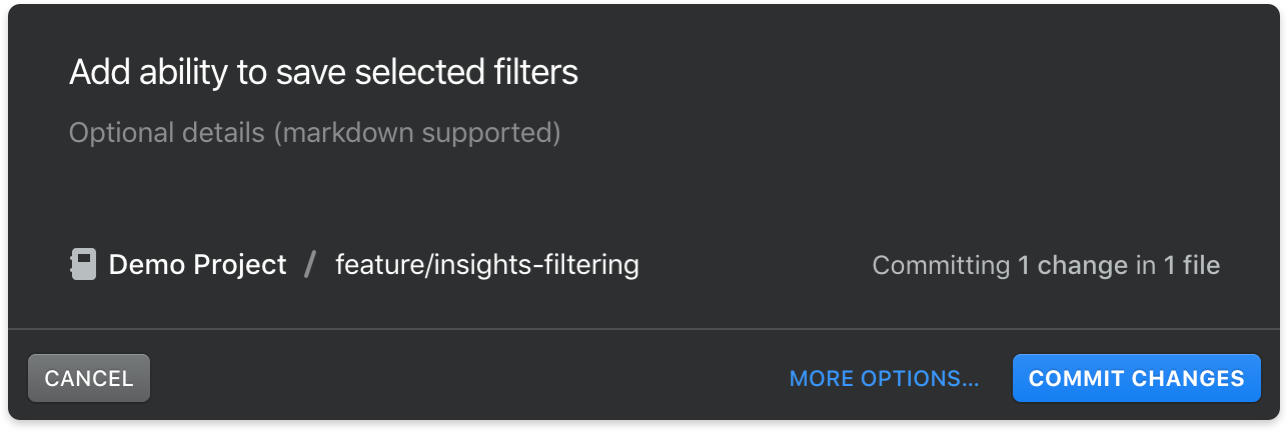 Add ability to save selected filters
Optional details (markdown supported)
Demo Project / feature/insights-filtering
Committing 1 change in 1 file
CANCEL
MORE OPTIONS...
COMMIT CHANGES